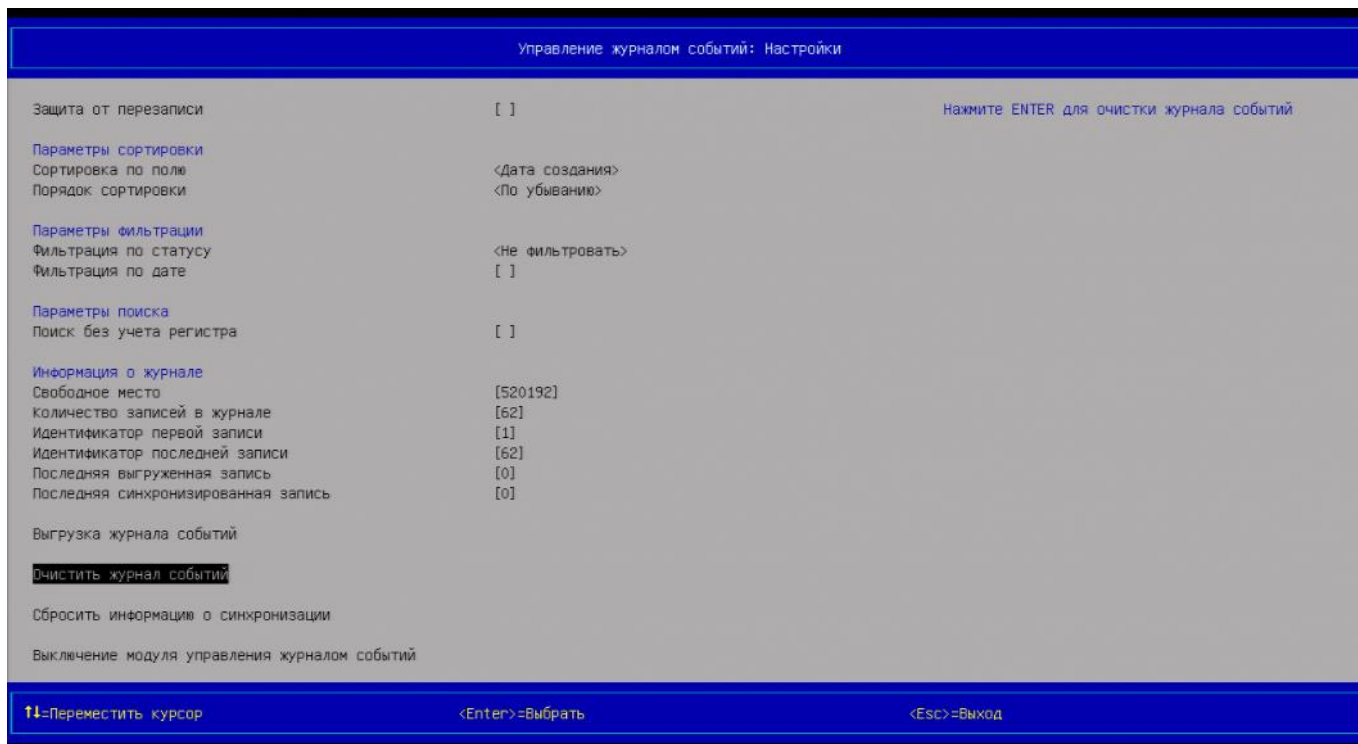 Управление журналом событий: Настройки
Защита от перезаписи [ ] Нажмите ENTER для очистки журнала событий
Параметры сортировки
Сортировка по полю <Дата создания>
Порядок сортировки <По убыванию>
Параметры фильтрации
Фильтрация по статусу <Не фильтровать>
Фильтрация по дате [ ]
Параметры поиска
Поиск без учета регистра [ ]
Информация о журнале
Свободное место [520192]
Количество записей в журнале [62]
Идентификатор первой записи [1]
Идентификатор последней записи [62]
Последняя выгруженная запись [0]
Последняя синхронизированная запись [0]
Выгрузка журнала событий
Очистить журнал событий
Сбросить информацию о синхронизации
Выключение модуля управления журналом событий
↑↓=Переместить курсор <Enter>=Выбрать <Esc>=Выход